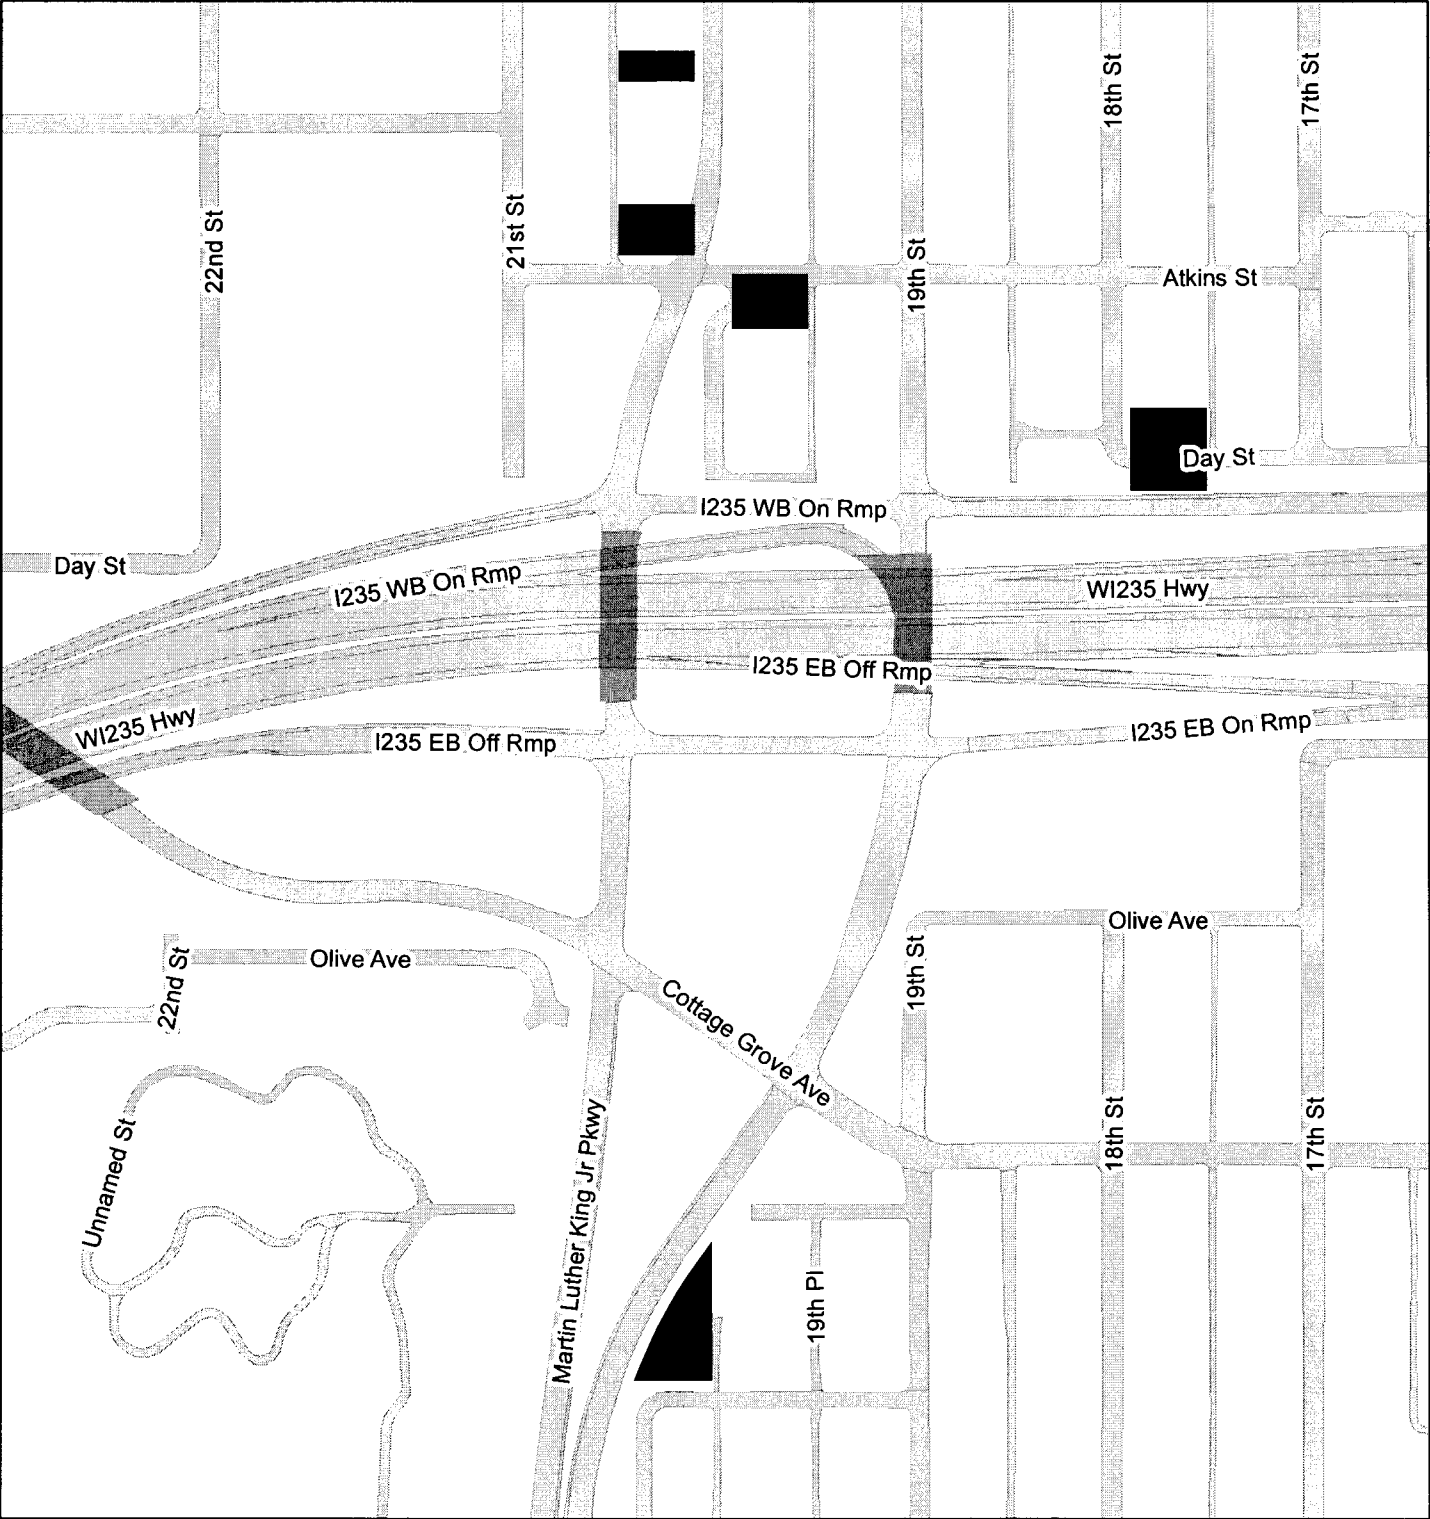 18th St
17th St
22nd St
21st St
19th St
Atkins St
Day St
I235 WB On Rmp
Day St
I235 WB On Rmp
WI235 Hwy
I235 EB Off Rmp
WI235 Hwy
I235 EB Off Rmp
I235 EB On Rmp
Olive Ave
22nd St
Olive Ave
19th St
Cottage Grove Ave
Unnamed St
Martin Luther King Jr Pkwy
18th St
17th St
19th Pl